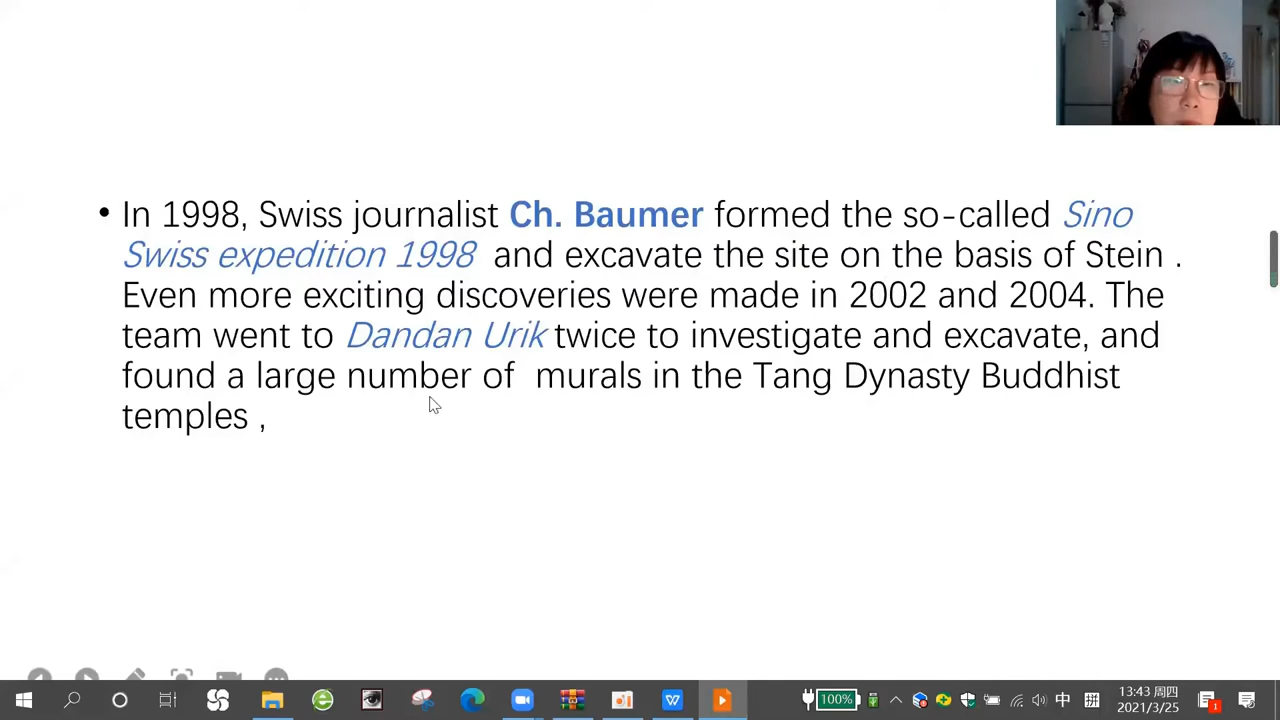 • In 1998, Swiss journalist Ch. Baumer formed the so-called Sino
Swiss expedition 1998 and excavate the site on the basis of Stein .
Even more exciting discoveries were made in 2002 and 2004. The
team went to Dandan Urik twice to investigate and excavate, and
found a large number of murals in the Tang Dynasty Buddhist
temples ,
100%
中
拼
13:43 周四
2021/3/25
1